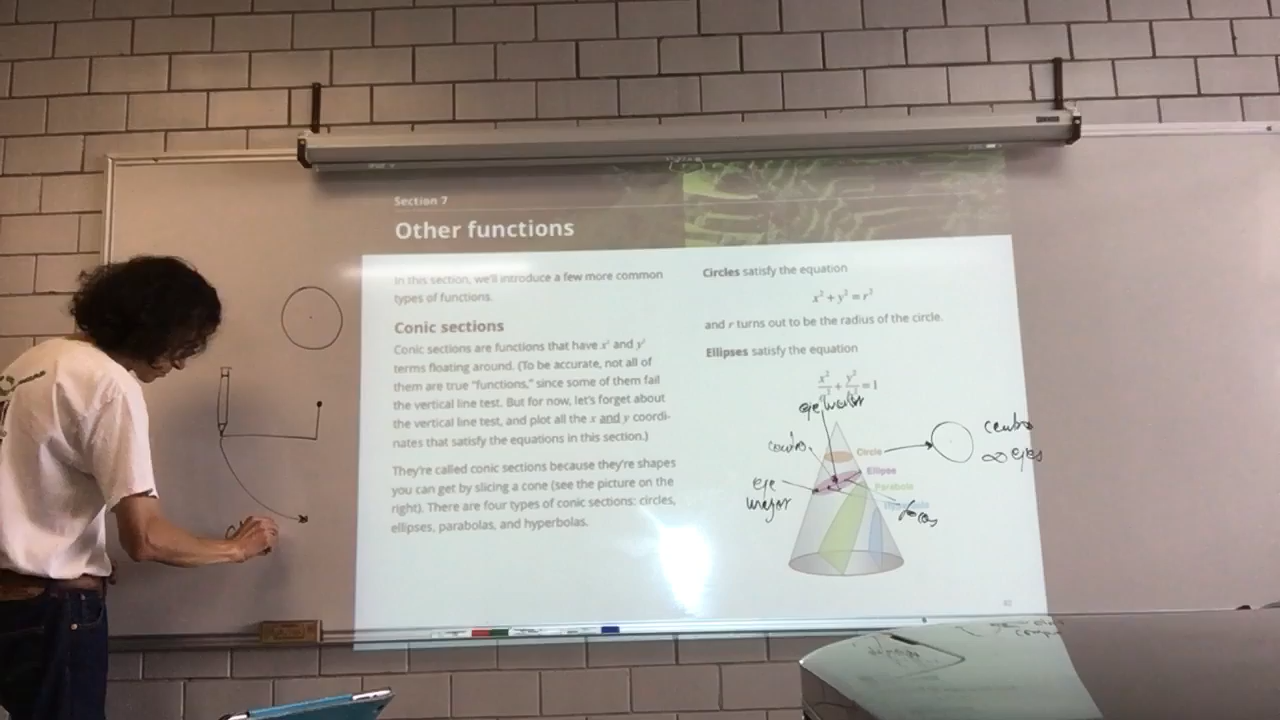 Section 7
Other functions
In this section, we'll introduce a few more common
types of functions.
Conic sections
Conic sections are functions that have x² and y²
terms floating around. (To be accurate, not all of
them are true "functions," since some of them fail
the vertical line test. But for now, let's forget about
the vertical line test, and plot all the x and y coordi-
nates that satisfy the equations in this section.)
They're called conic sections because they're shapes
you can get by slicing a cone (see the picture on the
right). There are four types of conic sections: circles,
ellipses, parabolas, and hyperbolas.
Circles satisfy the equation
x² + y² = r²
and r turns out to be the radius of the circle.
Ellipses satisfy the equation
x² y²
+ = 1
eje
centro
Circle
centro
∞ ejes
Ellipse
eje
mayor
Parabola
focos